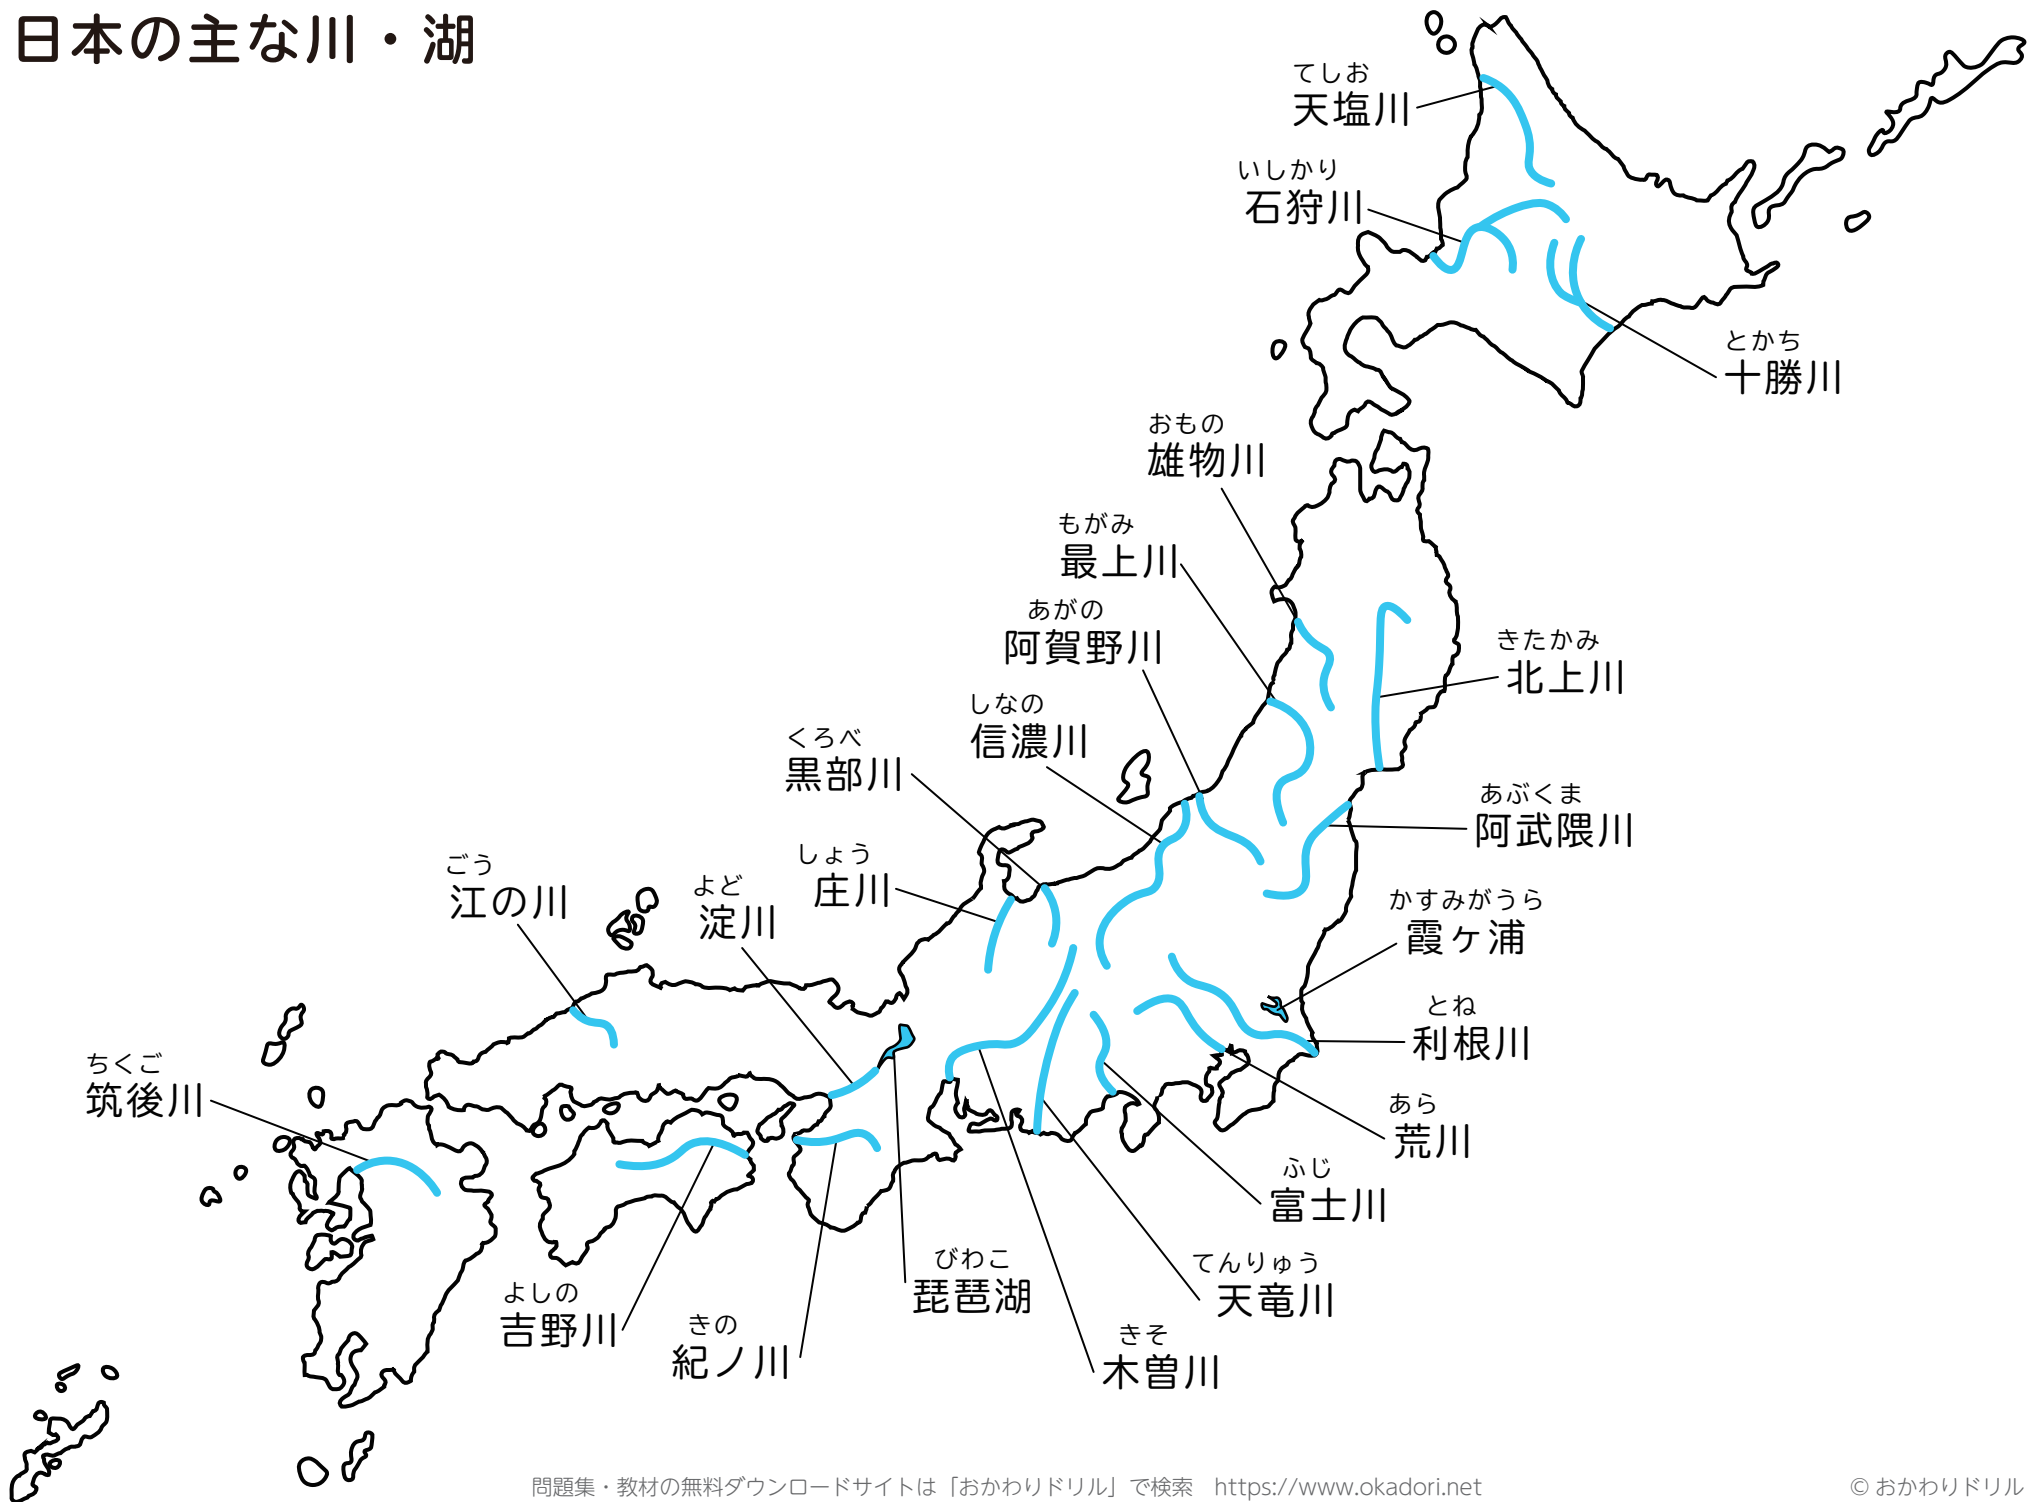 日本の主な川・湖
てしお
天塩川
いしかり
石狩川
とかち
十勝川
おもの
雄物川
もがみ
最上川
あがの
阿賀野川
きたかみ
北上川
しなの
信濃川
くろべ
黒部川
あぶくま
阿武隈川
しょう
庄川
ごう
江の川
よど
淀川
かすみがうら
霞ヶ浦
とね
利根川
ちくご
筑後川
あら
荒川
ふじ
富士川
びわこ
琵琶湖
てんりゅう
天竜川
よしの
吉野川
きの
紀ノ川
きそ
木曽川
問題集・教材の無料ダウンロードサイトは「おかわりドリル」で検索 https://www.okadori.net
© おかわりドリル